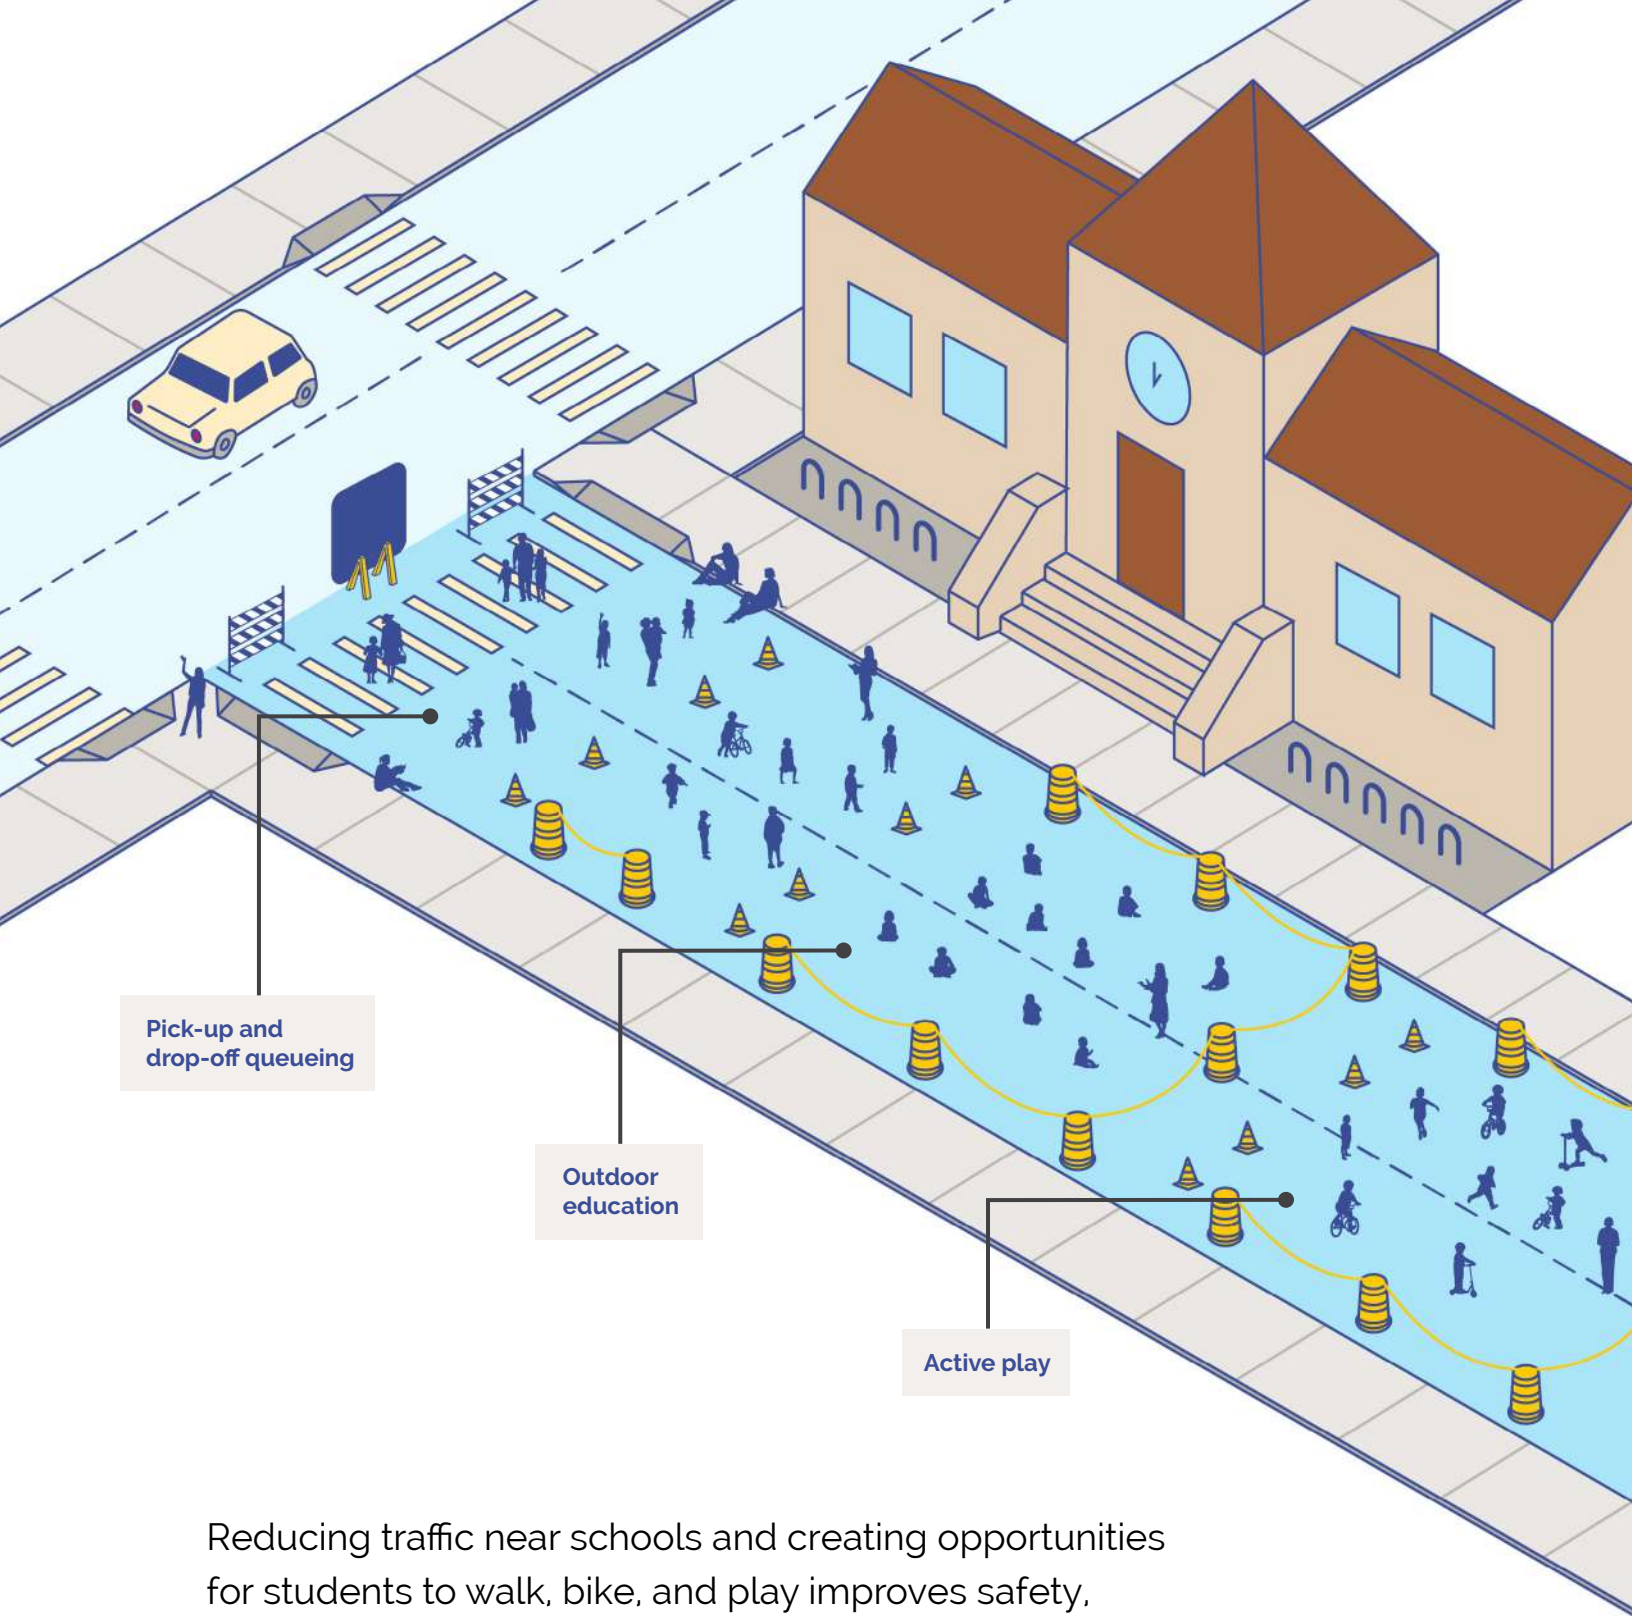 Pick-up and
drop-off queueing
Outdoor
education
Active play
Reducing traffic near schools and creating opportunities
for students to walk, bike, and play improves safety,